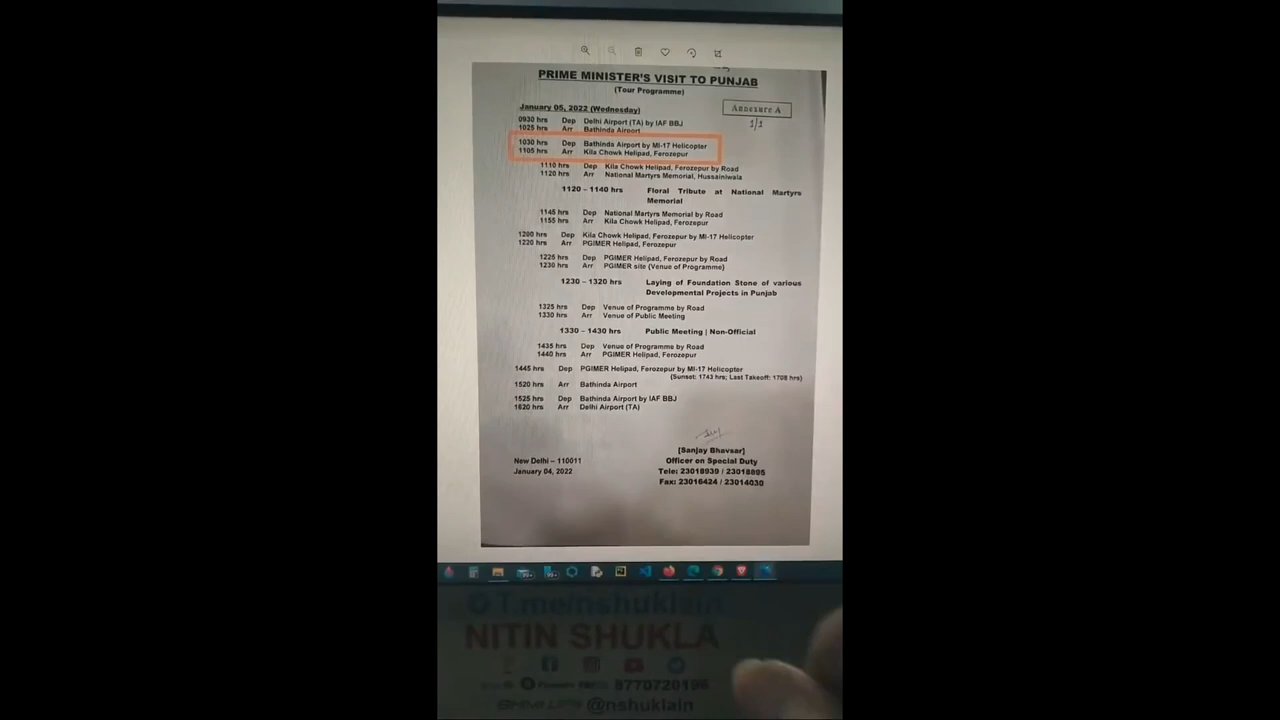 PRIME MINISTER'S VISIT TO PUNJAB
(Tour Programme)
January 05, 2022 (Wednesday)
Annexure A
1/1
0930 hrs Dep Delhi Airport (TA) by IAF BBJ
1025 hrs Arr Bathinda Airport
1030 hrs Dep Bathinda Airport by MI-17 Helicopter
1105 hrs Arr Kila Chowk Helipad, Ferozepur
1110 hrs Dep Kila Chowk Helipad, Ferozepur by Road
1120 hrs Arr National Martyrs Memorial, Hussainiwala
1120 – 1140 hrs Floral Tribute at National Martyrs
Memorial
1145 hrs Dep National Martyrs Memorial by Road
1155 hrs Arr Kila Chowk Helipad, Ferozepur
1200 hrs Dep Kila Chowk Helipad, Ferozepur by MI-17 Helicopter
1220 hrs Arr PGIMER Helipad, Ferozepur
1225 hrs Dep PGIMER Helipad, Ferozepur by Road
1230 hrs Arr PGIMER site (Venue of Programme)
1230 – 1320 hrs Laying of Foundation Stone of various
Developmental Projects in Punjab
1325 hrs Dep Venue of Programme by Road
1330 hrs Arr Venue of Public Meeting
1330 – 1430 hrs Public Meeting | Non-Official
1435 hrs Dep Venue of Programme by Road
1440 hrs Arr PGIMER Helipad, Ferozepur
1445 hrs Dep PGIMER Helipad, Ferozepur by MI-17 Helicopter
(Sunset: 1743 hrs; Last Takeoff: 1708 hrs)
1520 hrs Arr Bathinda Airport
1525 hrs Dep Bathinda Airport by IAF BBJ
1620 hrs Arr Delhi Airport (TA)
[Sanjay Bhavsar]
New Delhi – 110011 Officer on Special Duty
January 04, 2022 Tele: 23018939 / 23018895
Fax: 23016424 / 23014030
T.me/nshuklain
NITIN SHUKLA
8770720196
@nshuklain